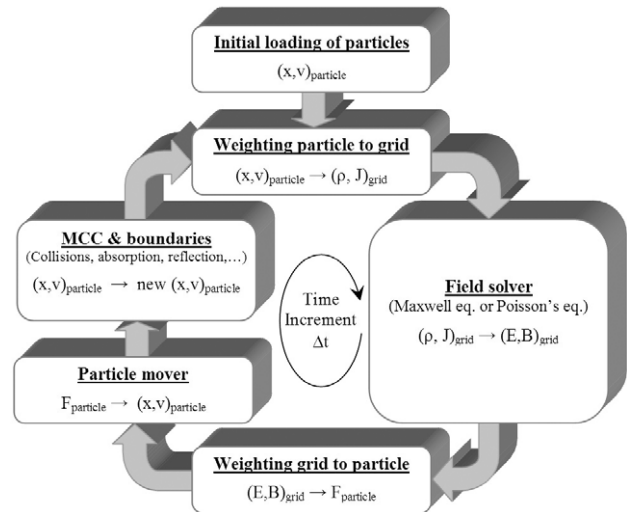 Initial loading of particles
(x,v)particle
Weighting particle to grid
(x,v)particle → (ρ, J)grid
Field solver
(Maxwell eq. or Poisson's eq.)
(ρ, J)grid → (E,B)grid
Weighting grid to particle
(E,B)grid → Fparticle
Particle mover
Fparticle → (x,v)particle
MCC & boundaries
(Collisions, absorption, reflection,...)
(x,v)particle → new (x,v)particle
Time
Increment
Δt